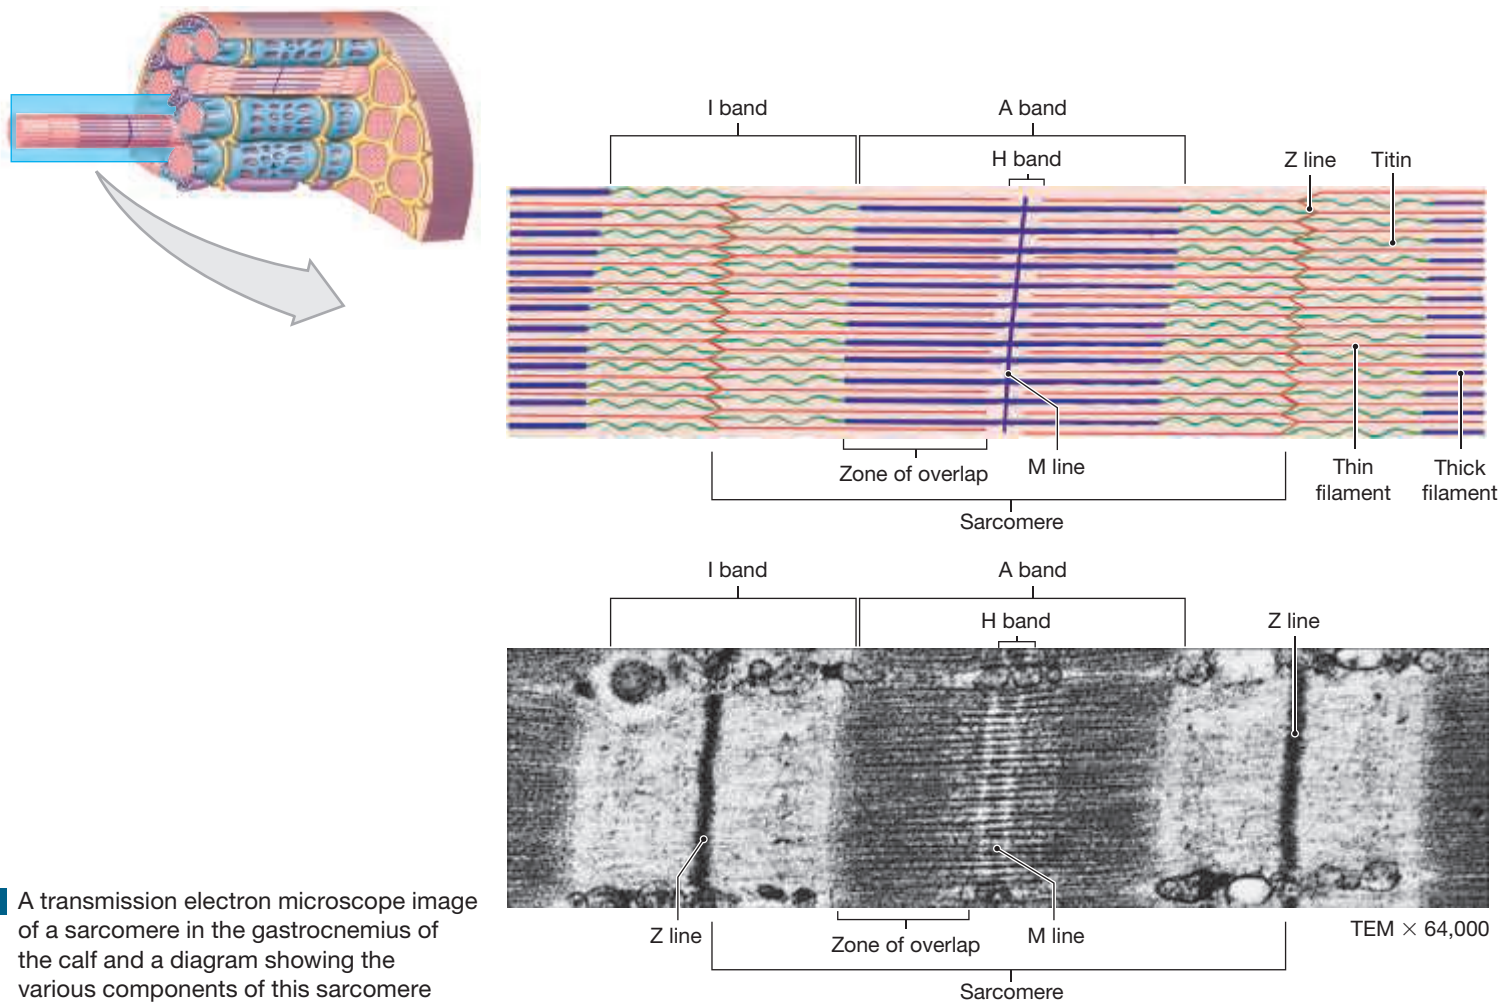 I band
A band
H band
Z line
Titin
Zone of overlap
M line
Thin
filament
Thick
filament
Sarcomere
I band
A band
H band
Z line
Z line
Zone of overlap
M line
TEM × 64,000
Sarcomere
A transmission electron microscope image
of a sarcomere in the gastrocnemius of
the calf and a diagram showing the
various components of this sarcomere